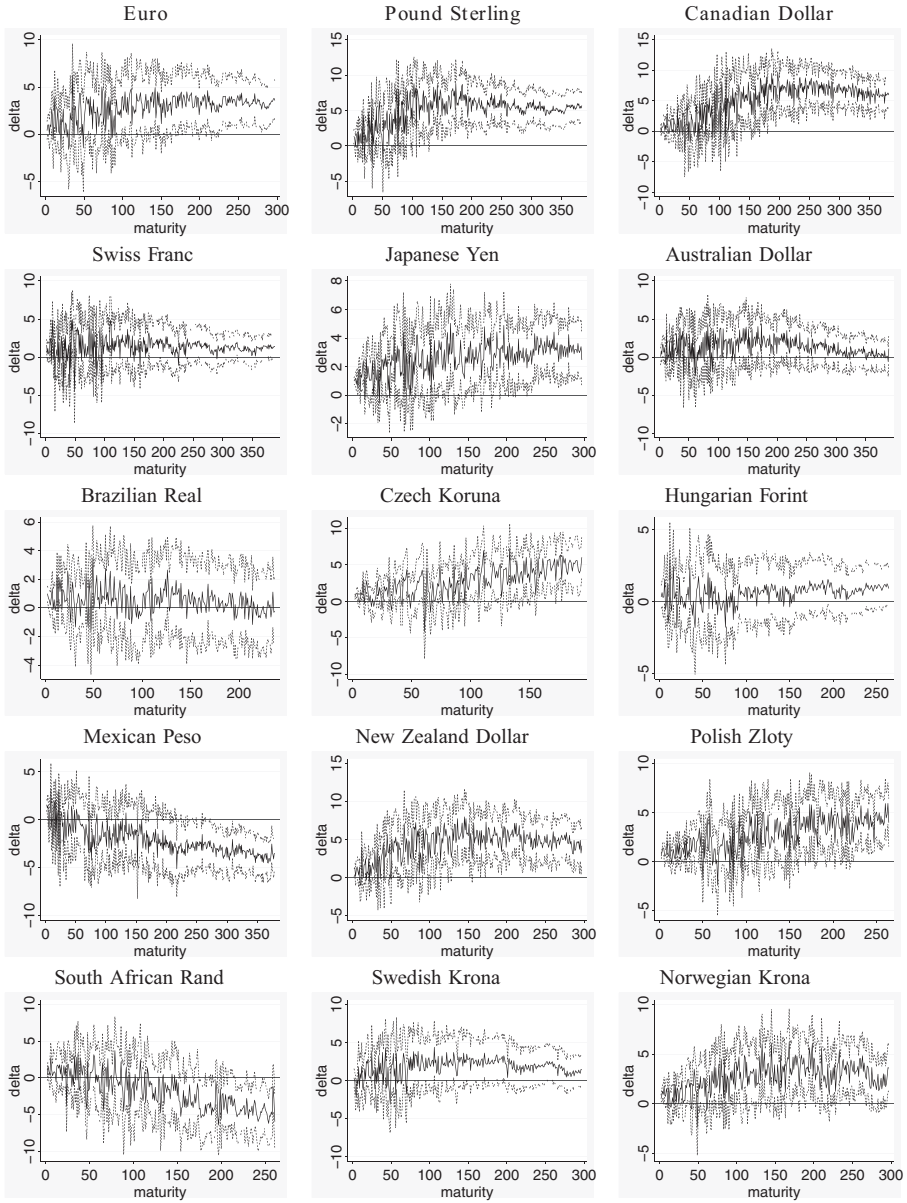 Euro
Pound Sterling
Canadian Dollar
10
5
0
−5
delta
0 50 100 150 200 250 300
maturity
15
10
5
0
−5
delta
0 50 100 150 200 250 300 350
maturity
15
10
5
0
−5
−10
delta
0 50 100 150 200 250 300 350
maturity
Swiss Franc
Japanese Yen
Australian Dollar
10
5
0
−5
−10
delta
0 50 100 150 200 250 300 350
maturity
8
6
4
2
0
−2
delta
0 50 100 150 200 250 300
maturity
10
5
0
−5
−10
delta
0 50 100 150 200 250 300 350
maturity
Brazilian Real
Czech Koruna
Hungarian Forint
6
4
2
0
−2
−4
delta
0 50 100 150 200
maturity
10
5
0
−5
−10
delta
0 50 100 150
maturity
5
0
−5
delta
0 50 100 150 200 250
maturity
Mexican Peso
New Zealand Dollar
Polish Zloty
5
0
−5
−10
delta
0 50 100 150 200 250 300 350
maturity
15
10
5
0
−5
delta
0 50 100 150 200 250 300
maturity
10
5
0
−5
delta
0 50 100 150 200 250
maturity
South African Rand
Swedish Krona
Norwegian Krona
10
5
0
−5
−10
delta
0 50 100 150 200 250
maturity
10
5
0
−5
−10
delta
0 50 100 150 200 250 300
maturity
10
5
0
−5
delta
0 50 100 150 200 250 300
maturity